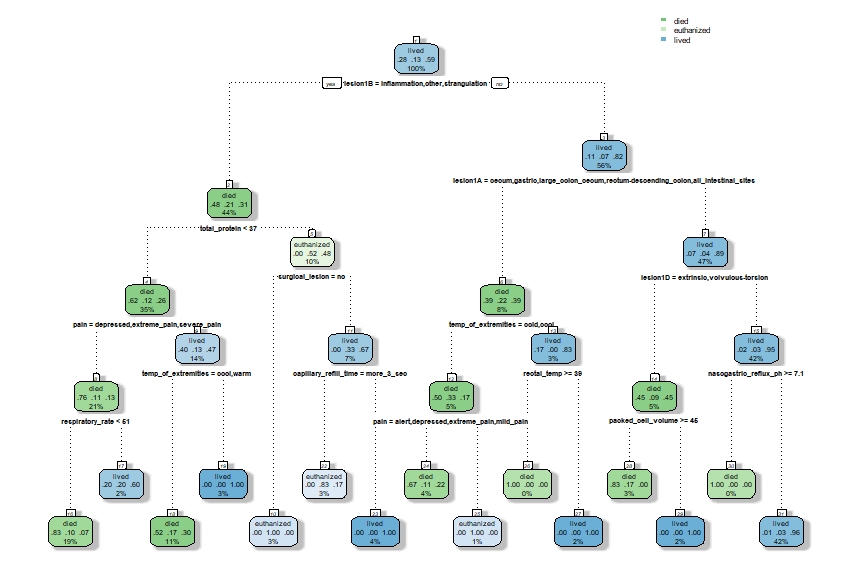 died
euthanized
lived
1
lived
.28 .13 .59
100%
yes
lesion1B = Inflammation,other,strangulation
no
3
lived
.11 .07 .82
56%
lesion1A = cecum,gastric,large_colon_cecum,rectum-descending_colon,all_intestinal_sites
2
died
.48 .21 .31
44%
total_protein < 37
5
euthanized
.00 .52 .48
10%
7
lived
.07 .04 .89
47%
surgical_lesion = no
lesion1D = extrinsic,volvulous-torsion
4
died
.62 .12 .26
35%
6
died
.39 .22 .39
8%
pain = depressed,extreme_pain,severe_pain
temp_of_extremities = cold,cool
9
lived
.40 .13 .47
14%
11
lived
.00 .33 .67
7%
13
lived
.17 .00 .83
3%
15
lived
.02 .03 .95
42%
temp_of_extremities = cool,warm
capillary_refill_time = more_3_sec
rectal_temp >= 39
nasogastric_reflux_ph >= 7.1
8
died
.76 .11 .13
21%
12
died
.50 .33 .17
5%
14
died
.45 .09 .45
5%
respiratory_rate < 51
pain = alert,depressed,extreme_pain,mild_pain
packed_cell_volume >= 45
17
lived
.20 .20 .60
2%
19
lived
.00 .00 1.00
3%
22
euthanized
.00 .83 .17
3%
24
died
.67 .11 .22
4%
26
died
1.00 .00 .00
0%
28
died
.83 .17 .00
3%
30
died
1.00 .00 .00
0%
16
died
.83 .10 .07
19%
18
died
.52 .17 .30
11%
10
euthanized
.00 1.00 .00
3%
23
lived
.00 .00 1.00
4%
25
euthanized
.00 1.00 .00
1%
27
lived
.00 .00 1.00
2%
29
lived
.00 .00 1.00
2%
31
lived
.01 .03 .96
42%